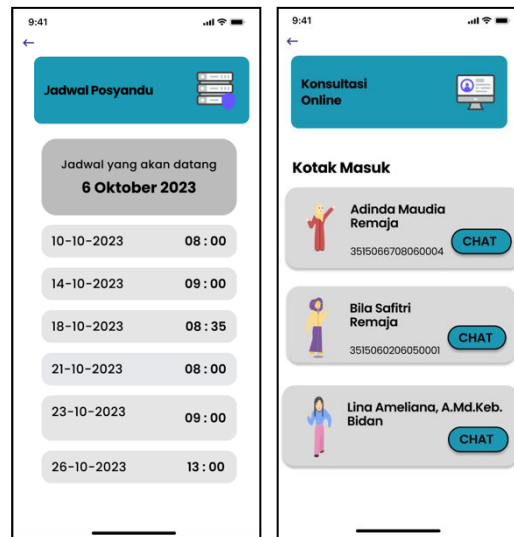 9:41
Jadwal Posyandu
Jadwal yang akan datang
6 Oktober 2023
10-10-2023 08 : 00
14-10-2023 09 : 00
18-10-2023 08 : 35
21-10-2023 08 : 00
23-10-2023 09 : 00
26-10-2023 13 : 00
9:41
Konsultasi
Online
Kotak Masuk
Adinda Maudia
Remaja
3515066708060004
CHAT
Bila Safitri
Remaja
3515060206050001
CHAT
Lina Ameliana, A.Md.Keb.
Bidan
CHAT